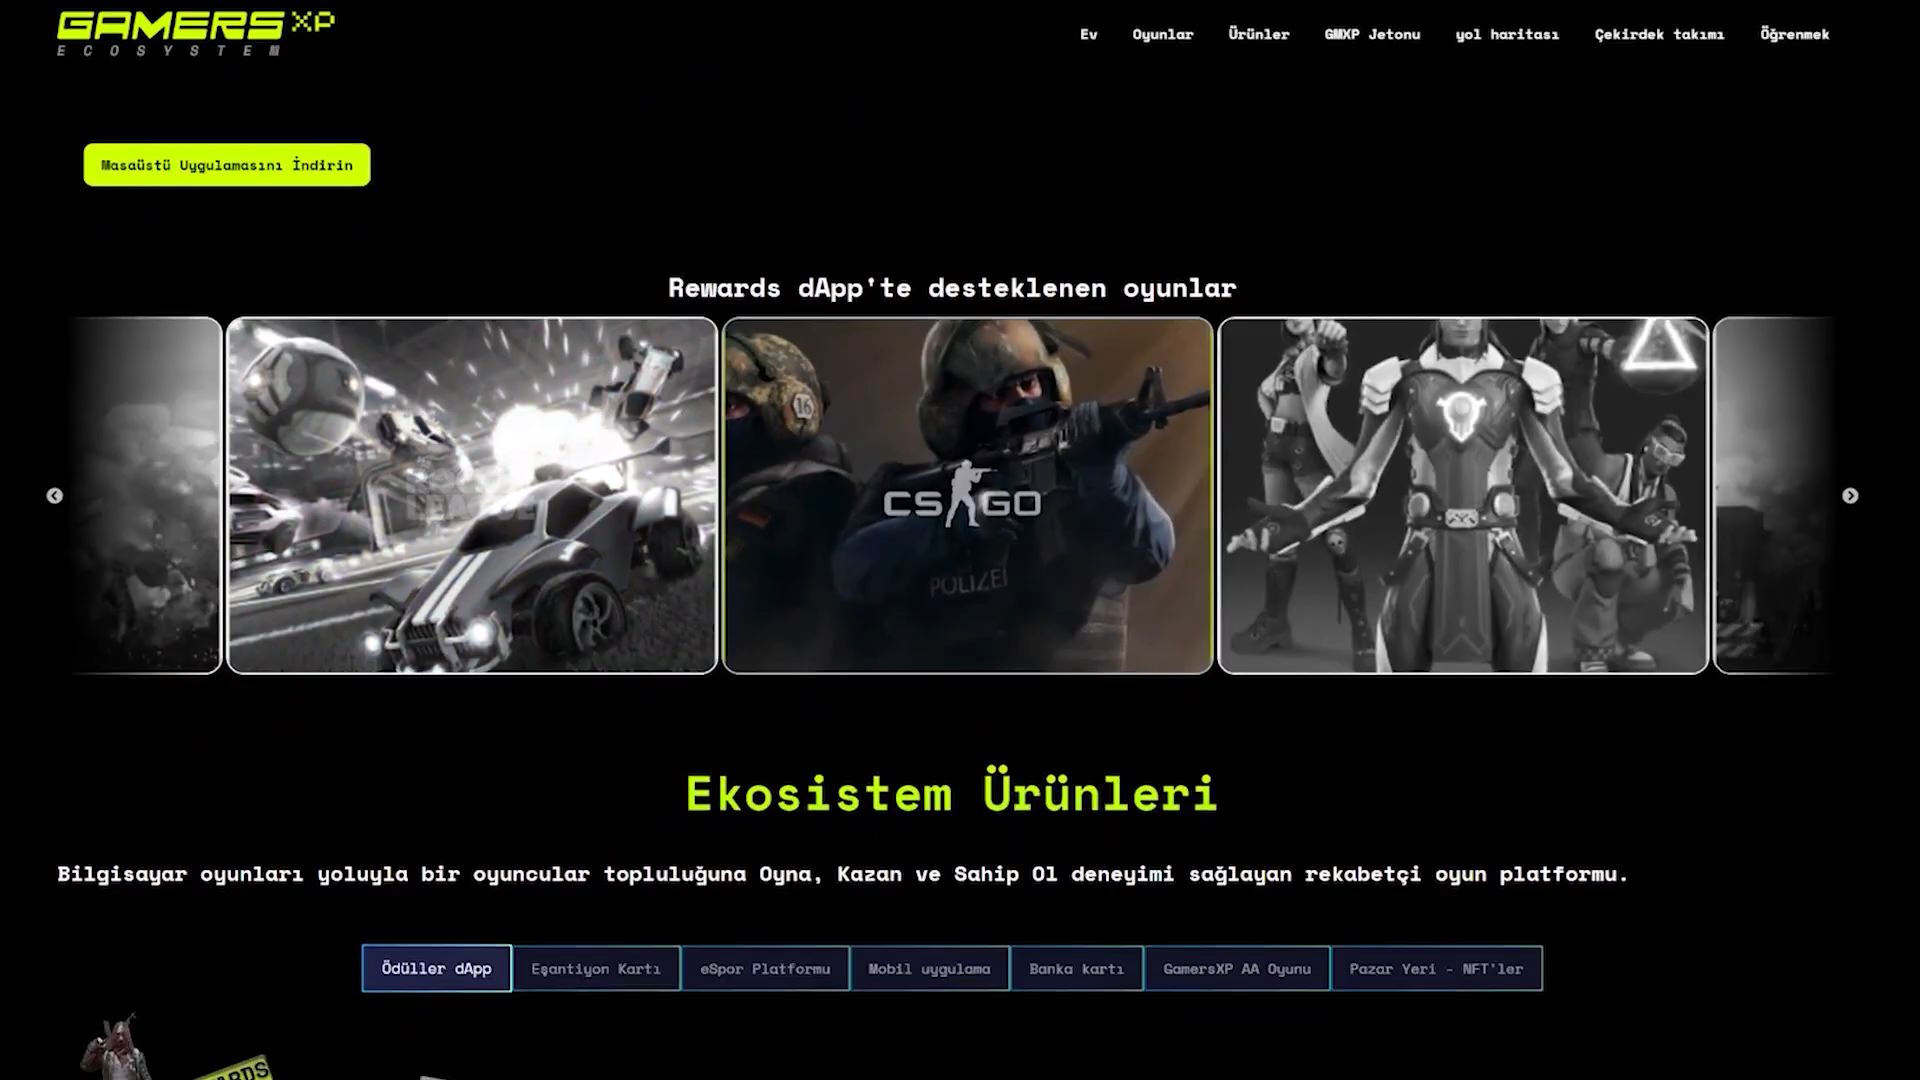 GAMERS XP
ECOSYSTEM
Ev
Oyunlar
Ürünler
GMXP Jetonu
yol haritası
Çekirdek takımı
Öğrenmek
Masaüstü Uygulamasını İndirin
Rewards dApp'te desteklenen oyunlar
LEAGUE
16
CS GO
POLIZEI
Ekosistem Ürünleri
Bilgisayar oyunları yoluyla bir oyuncular topluluğuna Oyna, Kazan ve Sahip Ol deneyimi sağlayan rekabetçi oyun platformu.
Ödüller dApp
Eşantiyon Kartı
eSpor Platformu
Mobil uygulama
Banka kartı
GamersXP AA Oyunu
Pazar Yeri - NFT'ler